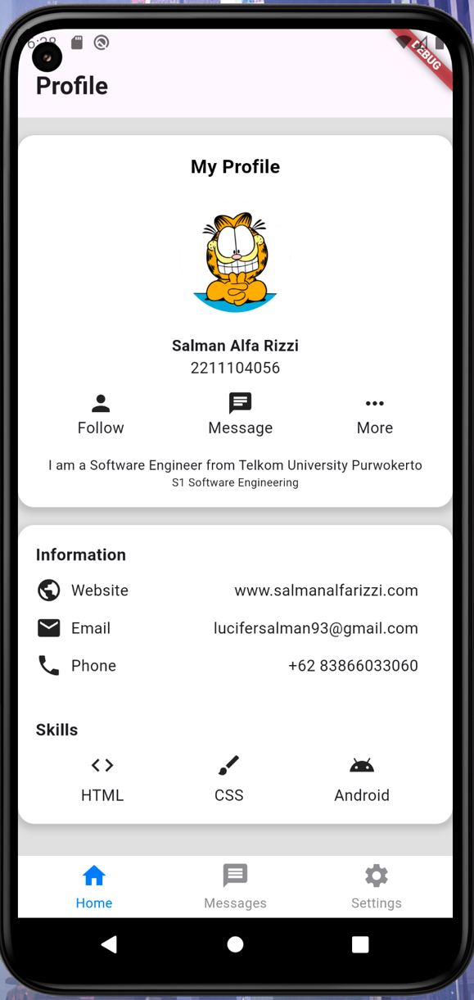 6:28
DEBUG
Profile
My Profile
Salman Alfa Rizzi
2211104056
Follow Message More
I am a Software Engineer from Telkom University Purwokerto
S1 Software Engineering
Information
Website www.salmanalfarizzi.com
Email lucifersalman93@gmail.com
Phone +62 83866033060
Skills
HTML CSS Android
Home Messages Settings